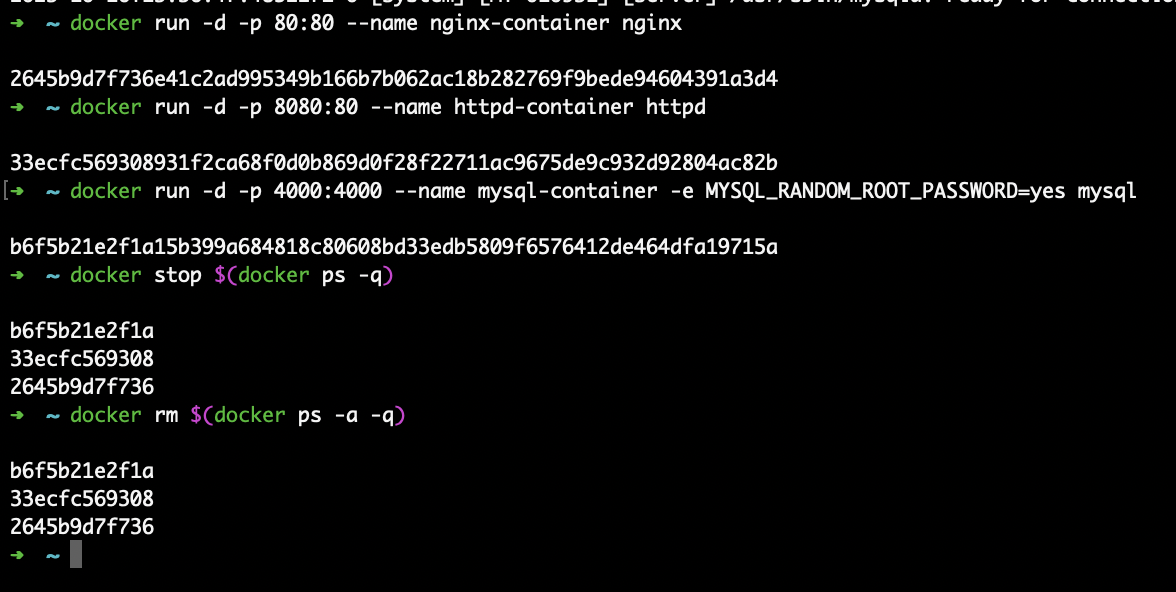 ➜ ~ docker run -d -p 80:80 --name nginx-container nginx
2645b9d7f736e41c2ad995349b166b7b062ac18b282769f9bede94604391a3d4
➜ ~ docker run -d -p 8080:80 --name httpd-container httpd
33ecfc569308931f2ca68f0d0b869d0f28f22711ac9675de9c932d92804ac82b
[➜ ~ docker run -d -p 4000:4000 --name mysql-container -e MYSQL_RANDOM_ROOT_PASSWORD=yes mysql
b6f5b21e2f1a15b399a684818c80608bd33edb5809f6576412de464dfa19715a
➜ ~ docker stop $(docker ps -q)
b6f5b21e2f1a
33ecfc569308
2645b9d7f736
➜ ~ docker rm $(docker ps -a -q)
b6f5b21e2f1a
33ecfc569308
2645b9d7f736
➜ ~